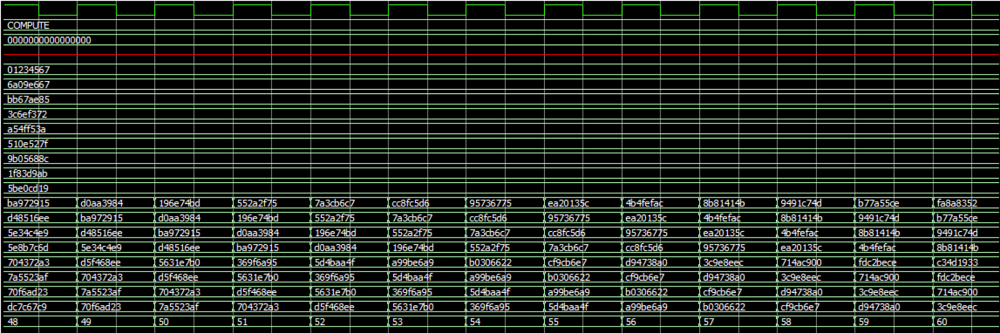 COMPUTE
0000000000000000
01234567
6a09e667
bb67ae85
3c6ef372
a54ff53a
510e527f
9b05688c
1f83d9ab
5be0cd19
ba972915 d0aa3984 196e74bd 552a2f75 7a3cb6c7 cc8fc5d6 95736775 ea20135c 4b4fefac 8b81414b 9491c74d b77a55ce fa8a8352
d48516ee ba972915 d0aa3984 196e74bd 552a2f75 7a3cb6c7 cc8fc5d6 95736775 ea20135c 4b4fefac 8b81414b 9491c74d b77a55ce
5e34c4e9 d48516ee ba972915 d0aa3984 196e74bd 552a2f75 7a3cb6c7 cc8fc5d6 95736775 ea20135c 4b4fefac 8b81414b 9491c74d
5e8b7c6d 5e34c4e9 d48516ee ba972915 d0aa3984 196e74bd 552a2f75 7a3cb6c7 cc8fc5d6 95736775 ea20135c 4b4fefac 8b81414b
704372a3 d5f468ee 5631e7b0 369f6a95 5d4baa4f a99be6a9 b0306622 cf9cb6e7 d94738a0 3c9e8eec 714ac900 fdc2bece c34d1933
7a5523af 704372a3 d5f468ee 5631e7b0 369f6a95 5d4baa4f a99be6a9 b0306622 cf9cb6e7 d94738a0 3c9e8eec 714ac900 fdc2bece
70f6ad23 7a5523af 704372a3 d5f468ee 5631e7b0 369f6a95 5d4baa4f a99be6a9 b0306622 cf9cb6e7 d94738a0 3c9e8eec 714ac900
dc7c67c9 70f6ad23 7a5523af 704372a3 d5f468ee 5631e7b0 369f6a95 5d4baa4f a99be6a9 b0306622 cf9cb6e7 d94738a0 3c9e8eec
48 49 50 51 52 53 54 55 56 57 58 59 60